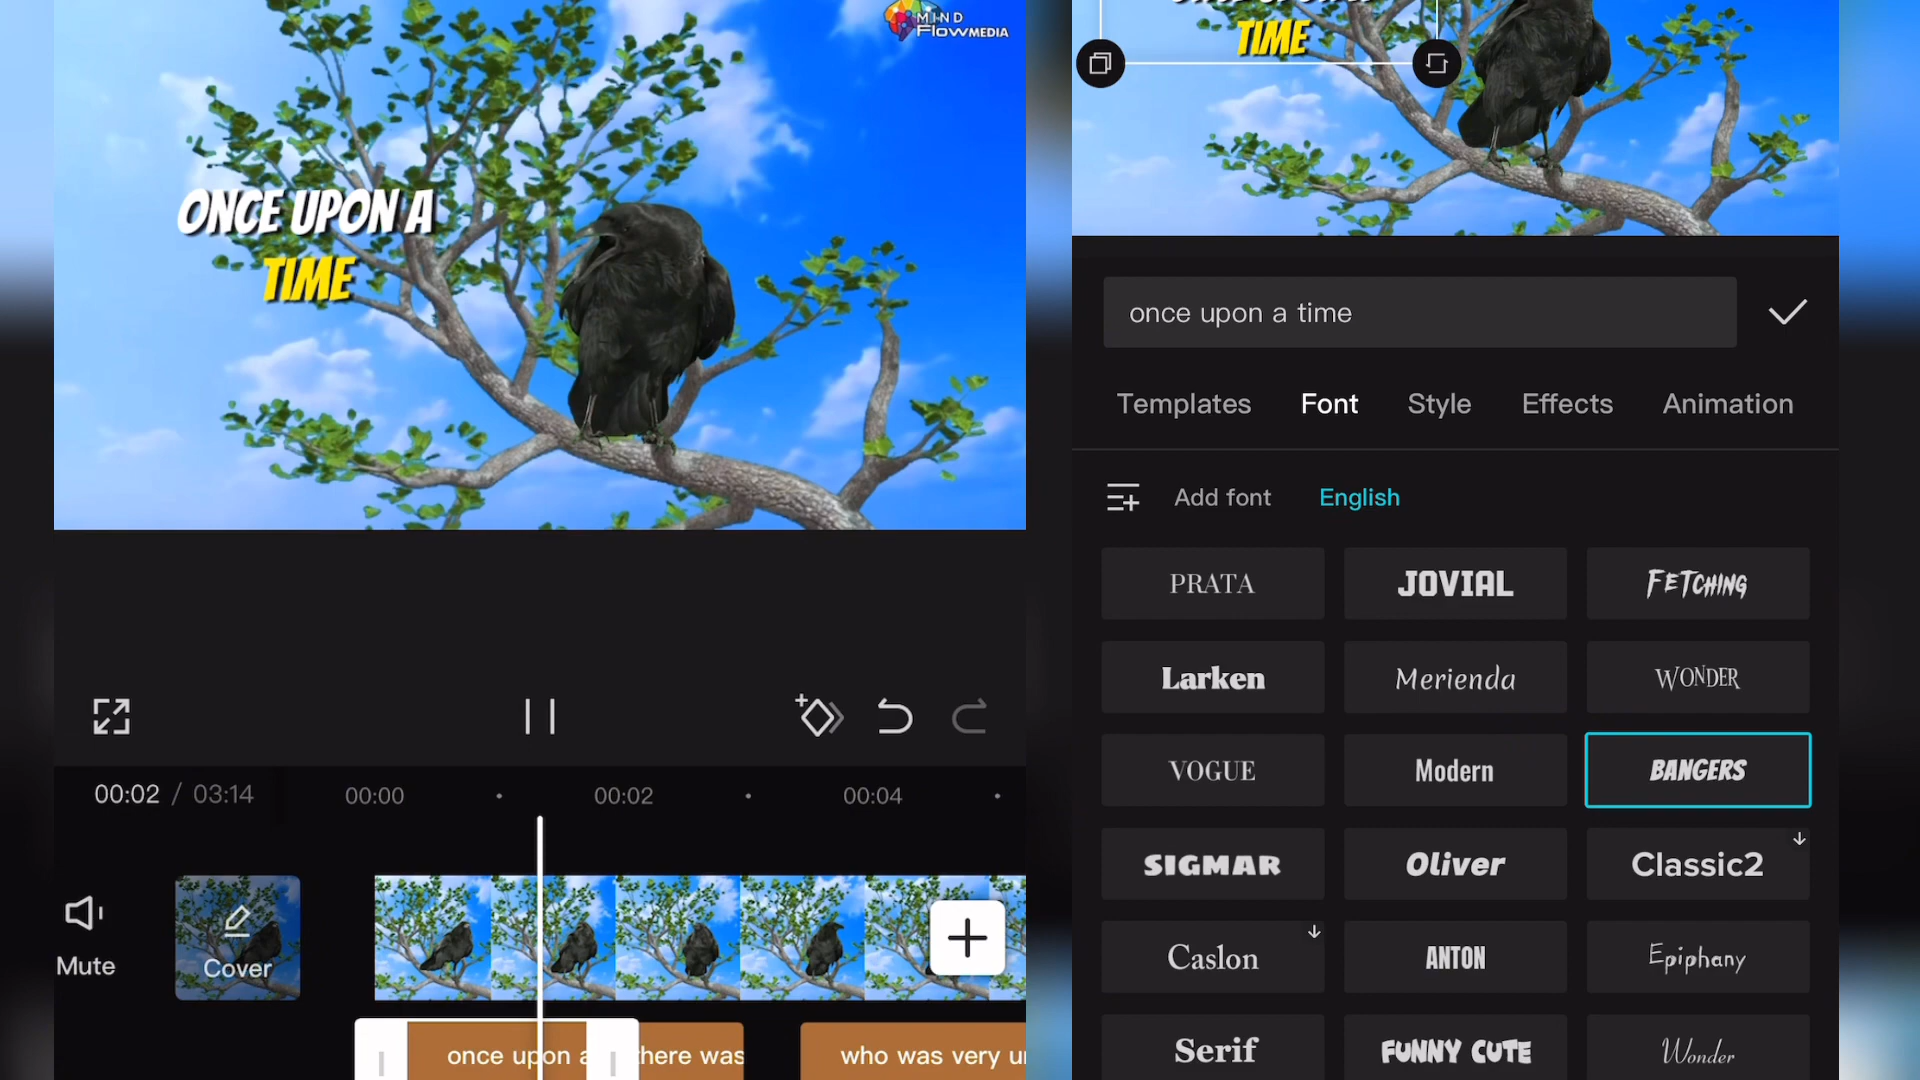 MIND
FlowMEDIA
ONCE UPON A
TIME
00:02 / 03:14
00:00
00:02
00:04
Mute
Cover
once upon a
there was
who was very
TIME
once upon a time
Templates
Font
Style
Effects
Animation
Add font
English
PRATA
JOVIAL
FETCHING
Larken
Merienda
WONDER
VOGUE
Modern
BANGERS
SIGMAR
Oliver
Classic2
Caslon
ANTON
Epiphany
Serif
FUNNY CUTE
Wonder